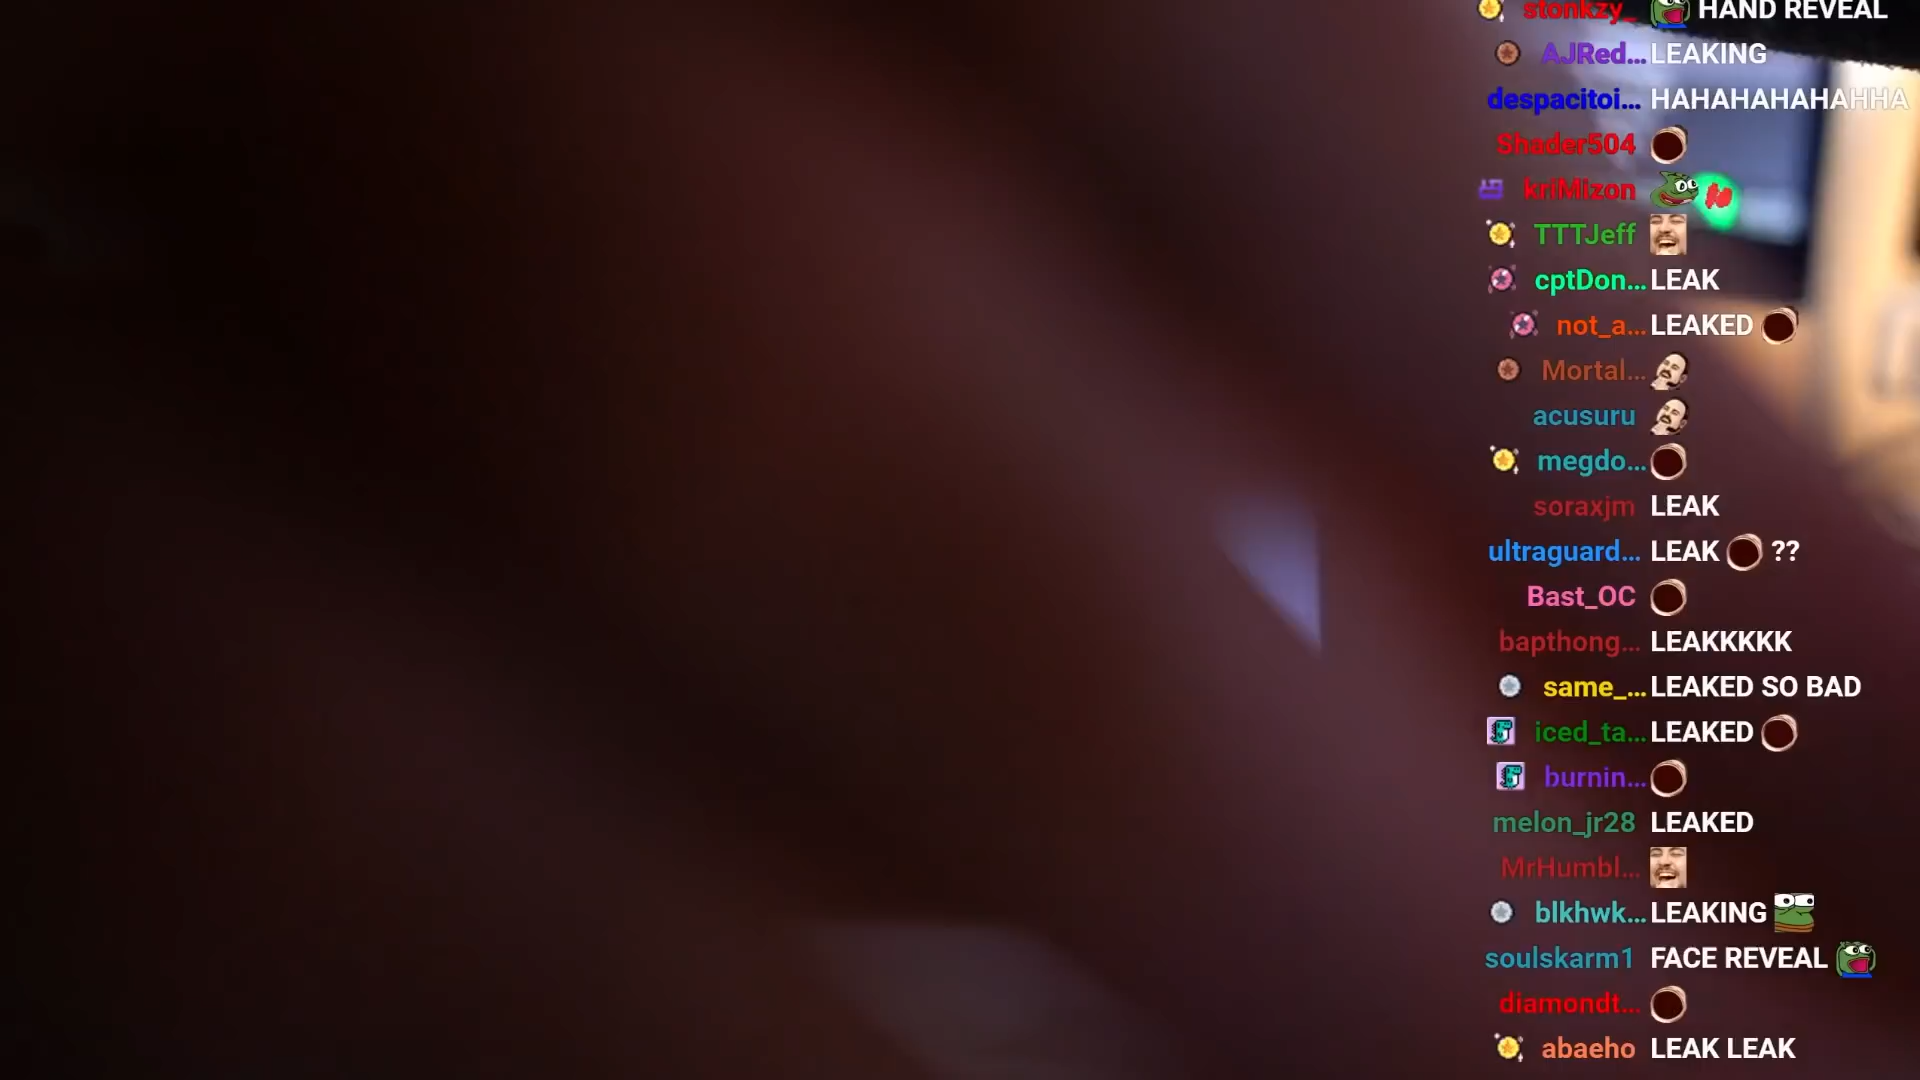 stonkzy_ HAND REVEAL
AJRed... LEAKING
despacitoi... HAHAHAHAHAHHA
Shader504
krlMizon
TTTJeff
cptDon... LEAK
not_a... LEAKED
Mortal...
acusuru
megdo...
soraxjm LEAK
ultraguard... LEAK ??
Bast_OC
bapthong... LEAKKKKK
same_... LEAKED SO BAD
iced_ta... LEAKED
burnin...
melon_jr28 LEAKED
MrHumbl...
blkhwk... LEAKING
soulskarm1 FACE REVEAL
diamondt...
abaeho LEAK LEAK